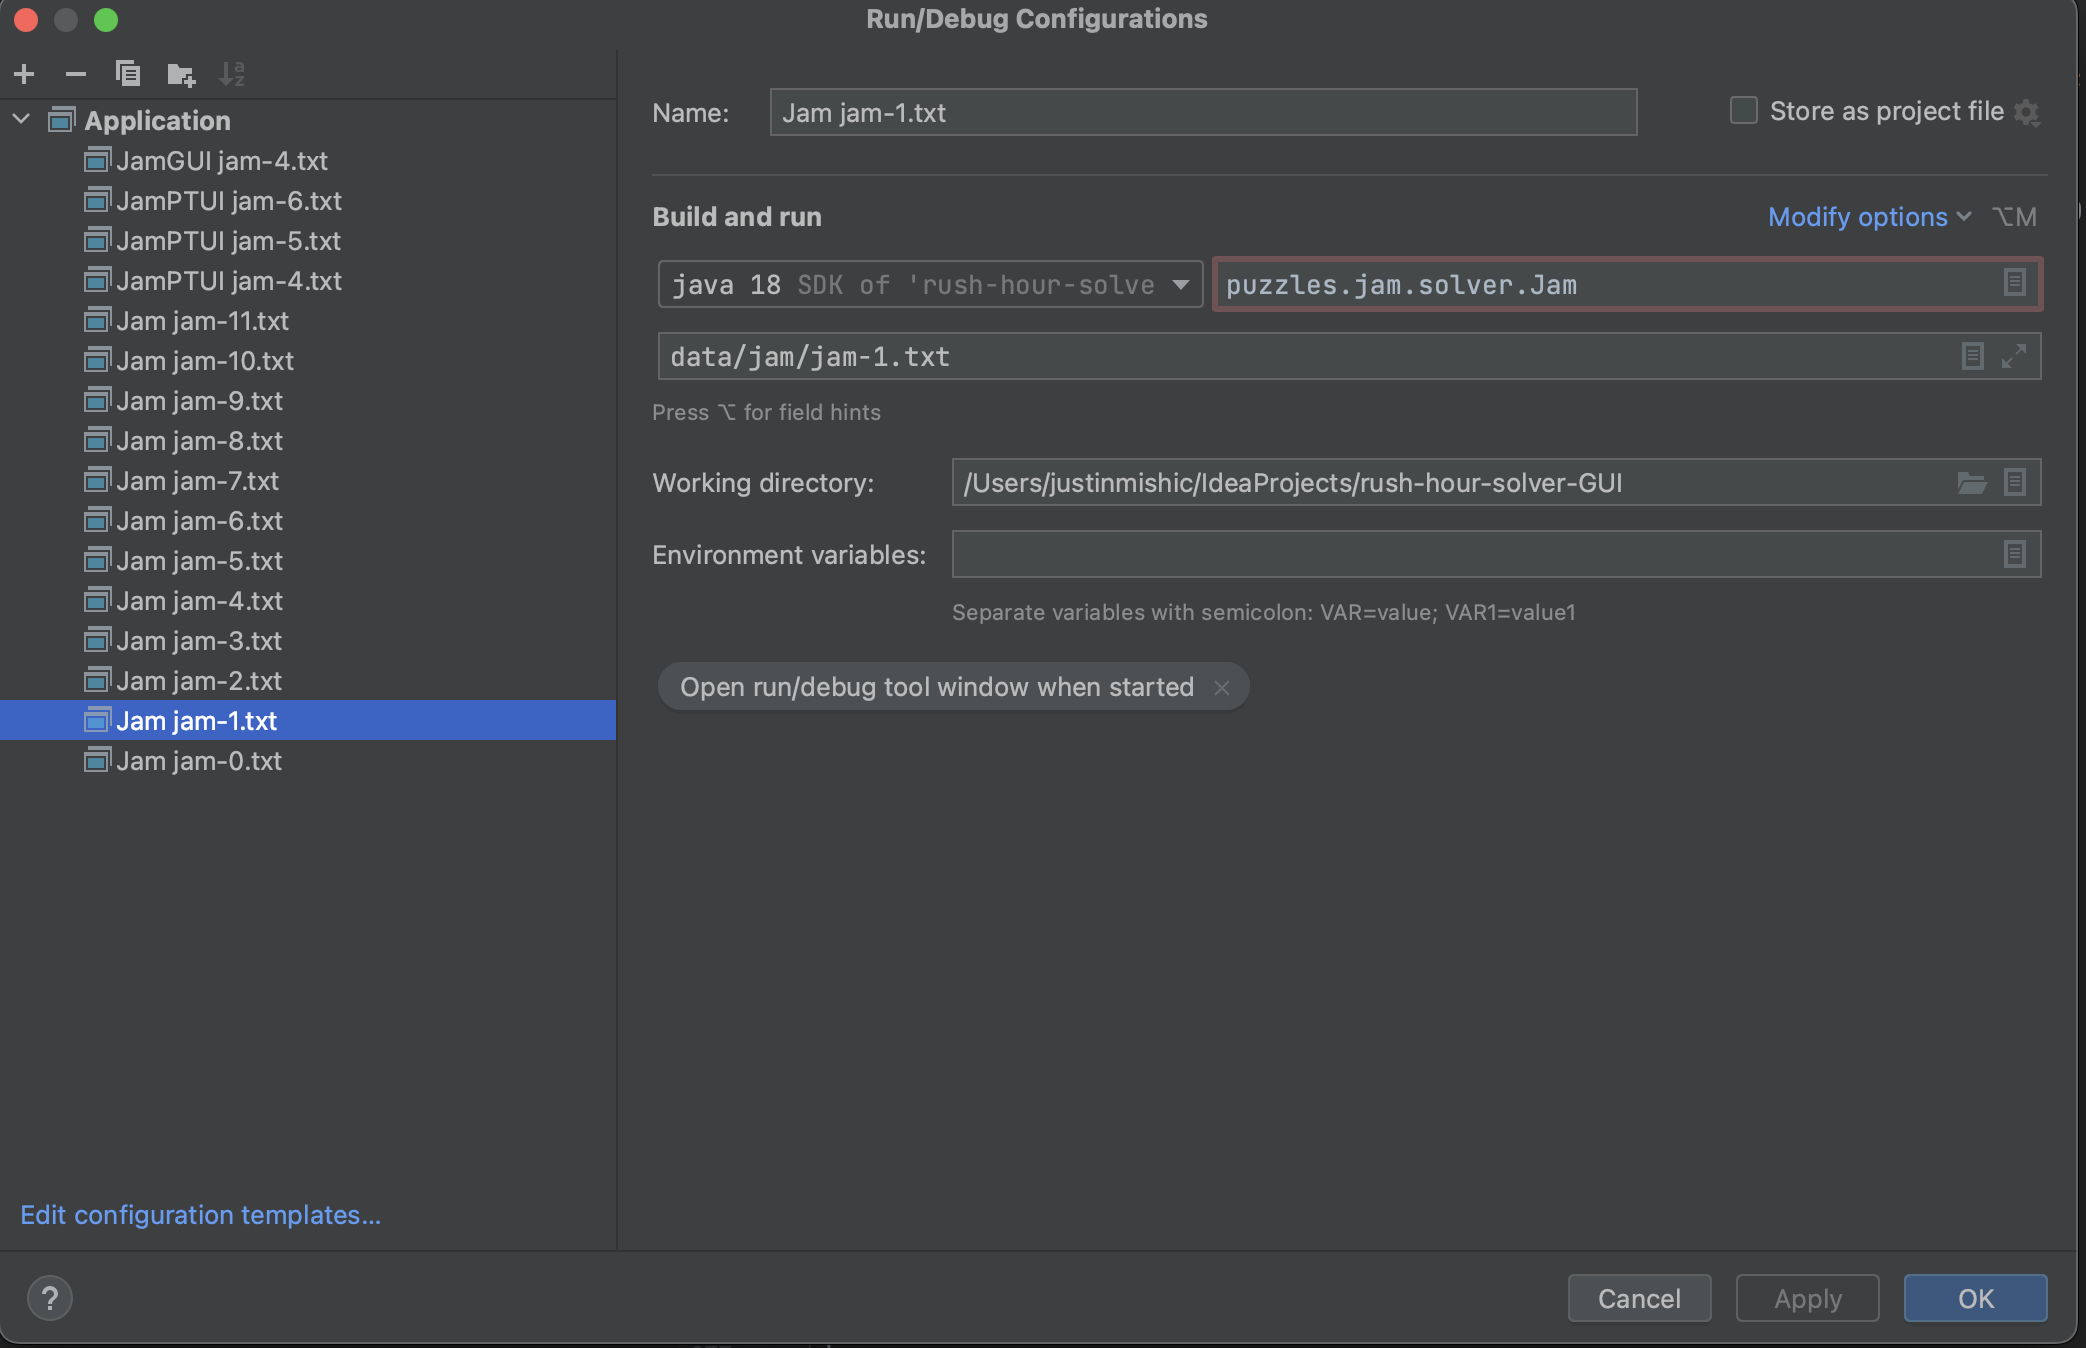 Run/Debug Configurations
Application
JamGUI jam-4.txt
JamPTUI jam-6.txt
JamPTUI jam-5.txt
JamPTUI jam-4.txt
Jam jam-11.txt
Jam jam-10.txt
Jam jam-9.txt
Jam jam-8.txt
Jam jam-7.txt
Jam jam-6.txt
Jam jam-5.txt
Jam jam-4.txt
Jam jam-3.txt
Jam jam-2.txt
Jam jam-1.txt
Jam jam-0.txt
Edit configuration templates...
Name: Jam jam-1.txt
Store as project file
Build and run
Modify options ⌥M
java 18 SDK of 'rush-hour-solve
puzzles.jam.solver.Jam
data/jam/jam-1.txt
Press ⌥ for field hints
Working directory: /Users/justinmishic/IdeaProjects/rush-hour-solver-GUI
Environment variables:
Separate variables with semicolon: VAR=value; VAR1=value1
Open run/debug tool window when started
?
Cancel
Apply
OK